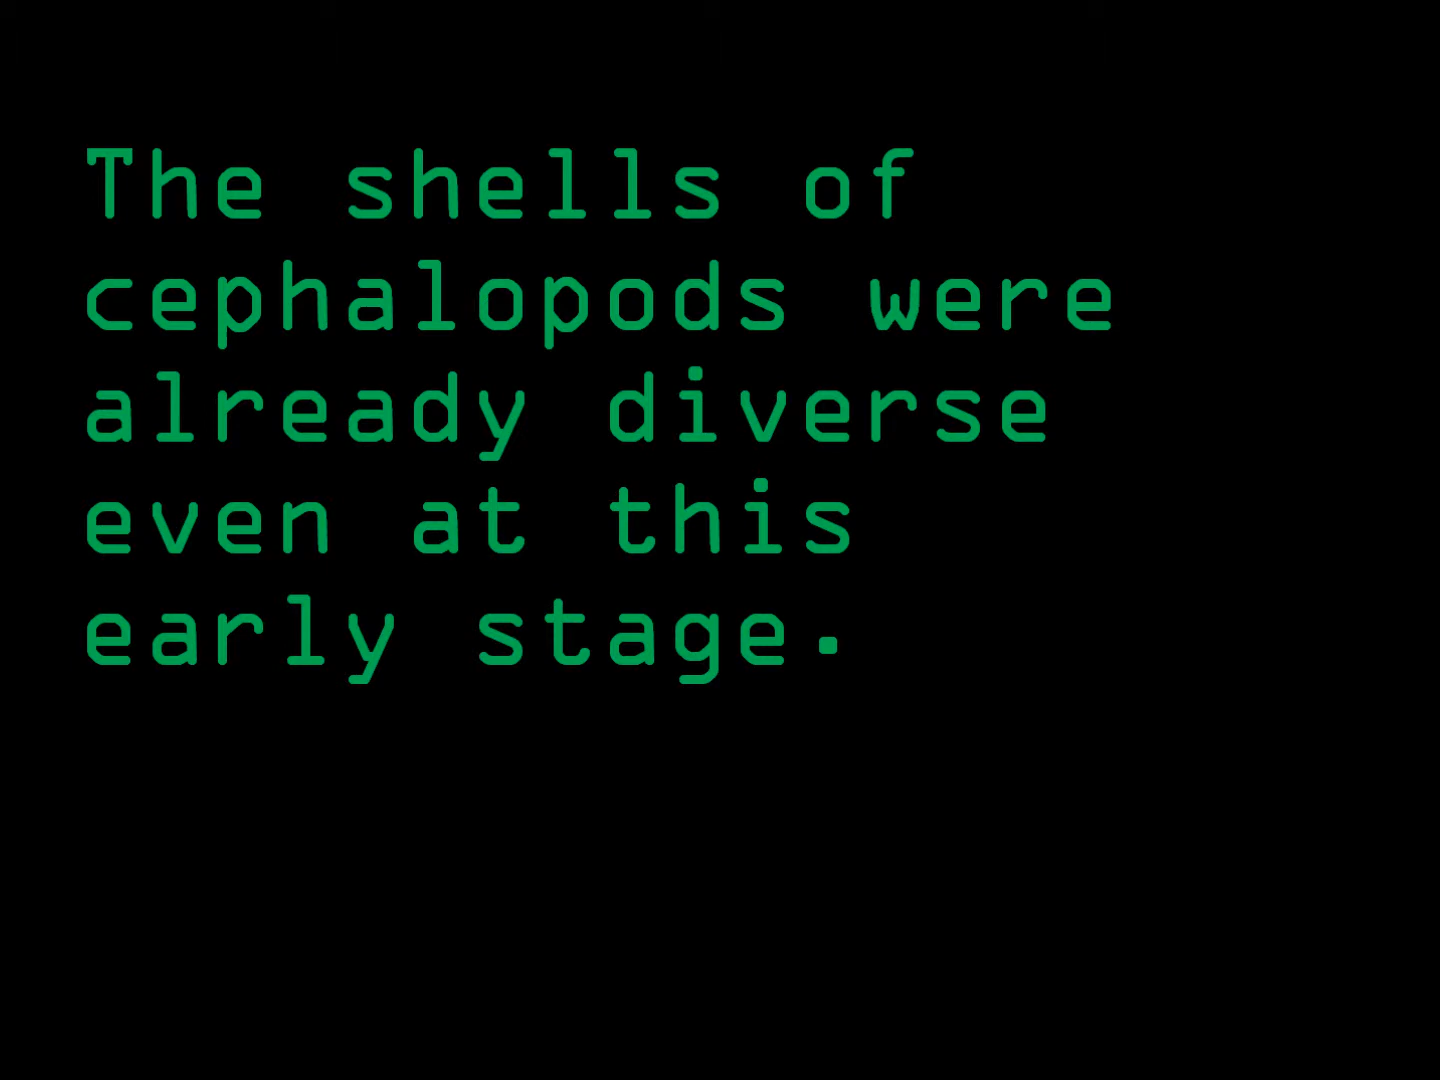 The shells of
cephalopods were
already diverse
even at this
early stage.